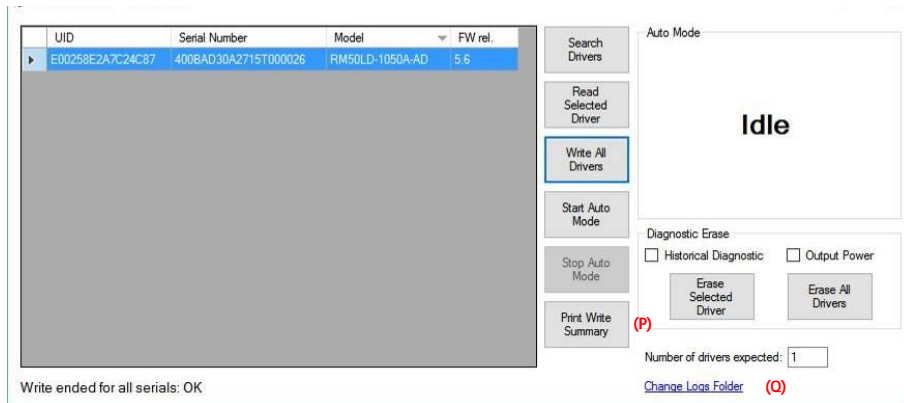 UID Serial Number Model FW rel.
E00258E2A7C24C87 400BAD30A2715T000026 RM50LD-1050A-AD 5.6
Search
Drivers
Read
Selected
Driver
Write All
Drivers
Start Auto
Mode
Stop Auto
Mode
Print Write
Summary
(P)
Auto Mode
Idle
Diagnostic Erase
Historical Diagnostic Output Power
Erase
Selected
Driver
Erase All
Drivers
Number of drivers expected: 1
Change Logs Folder (Q)
Write ended for all serials: OK